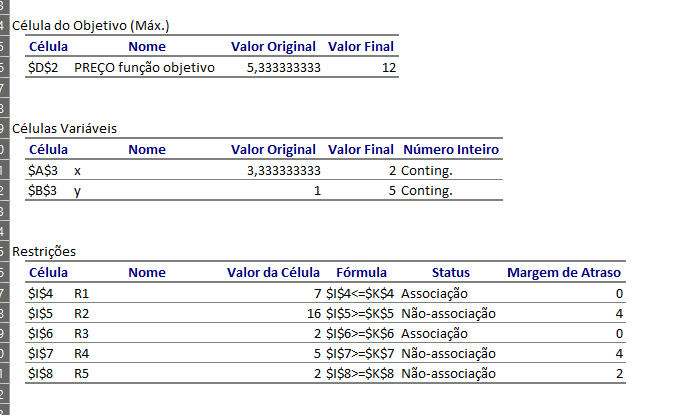 Célula do Objetivo (Máx.)
Célula Nome Valor Original Valor Final
$D$2 PREÇO função objetivo 5,333333333 12
Células Variáveis
Célula Nome Valor Original Valor Final Número Inteiro
$A$3 x 3,333333333 2 Conting.
$B$3 y 1 5 Conting.
Restrições
Célula Nome Valor da Célula Fórmula Status Margem de Atraso
$I$4 R1 7 $I$4<=$K$4 Associação 0
$I$5 R2 16 $I$5>=$K$5 Não-associação 4
$I$6 R3 2 $I$6>=$K$6 Associação 0
$I$7 R4 5 $I$7>=$K$7 Não-associação 4
$I$8 R5 2 $I$8>=$K$8 Não-associação 2